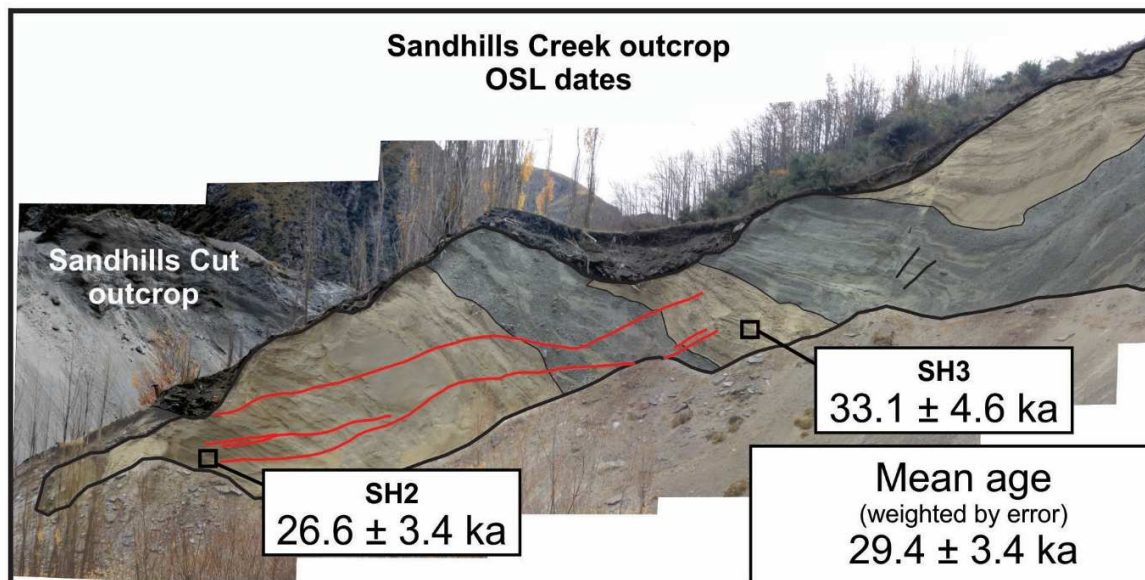 Sandhills Creek outcrop
OSL dates
Sandhills Cut
outcrop
SH3
33.1 ± 4.6 ka
SH2
26.6 ± 3.4 ka
Mean age
(weighted by error)
29.4 ± 3.4 ka